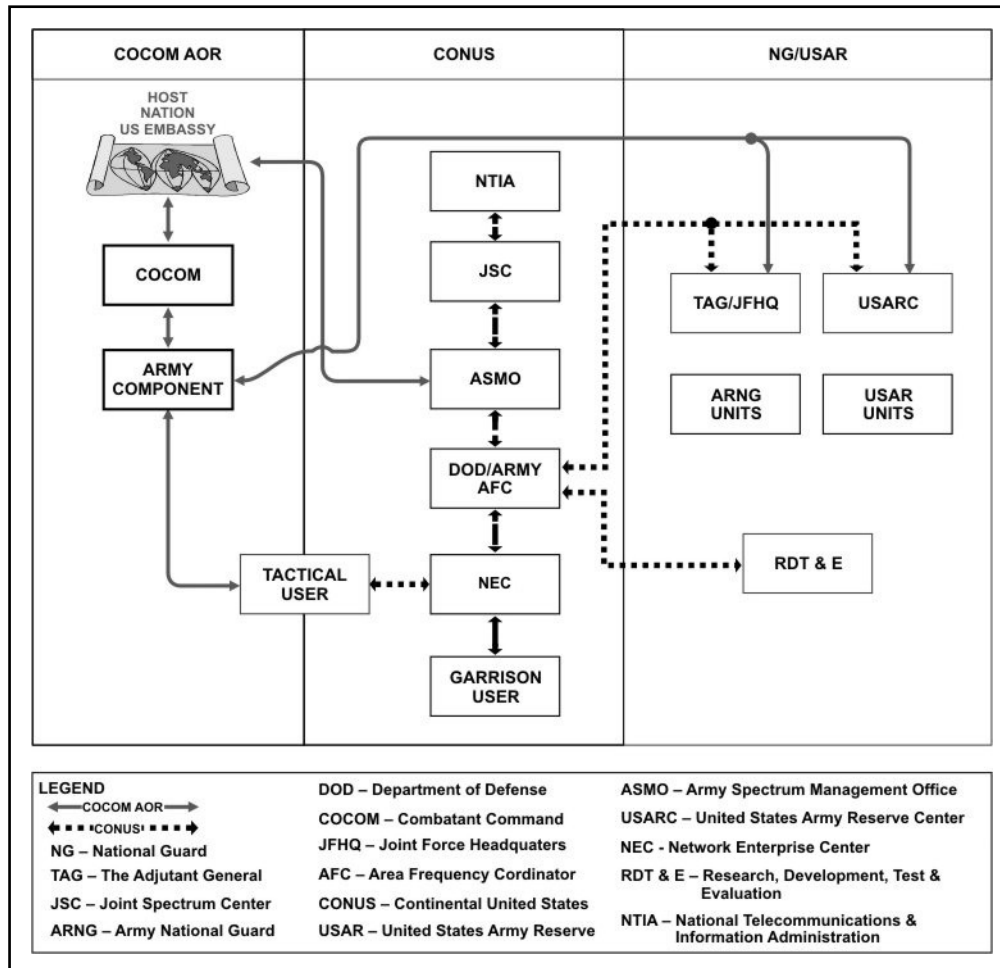 COCOM AOR
CONUS
NG/USAR
HOST
NATION
US EMBASSY
COCOM
ARMY
COMPONENT
TACTICAL
USER
NTIA
JSC
ASMO
DOD/ARMY
AFC
NEC
GARRISON
USER
TAG/JFHQ
USARC
ARNG
UNITS
USAR
UNITS
RDT & E
LEGEND
COCOM AOR
CONUS
NG – National Guard
TAG – The Adjutant General
JSC – Joint Spectrum Center
ARNG – Army National Guard
DOD – Department of Defense
COCOM – Combatant Command
JFHQ – Joint Force Headquaters
AFC – Area Frequency Cordinator
CONUS – Continental United States
USAR – United States Army Reserve
ASMO – Army Spectrum Management Office
USARC – United States Army Reserve Center
NEC - Network Enterprise Center
RDT & E – Research, Development, Test &
Evaluation
NTIA – National Telecommunications &
Information Administration